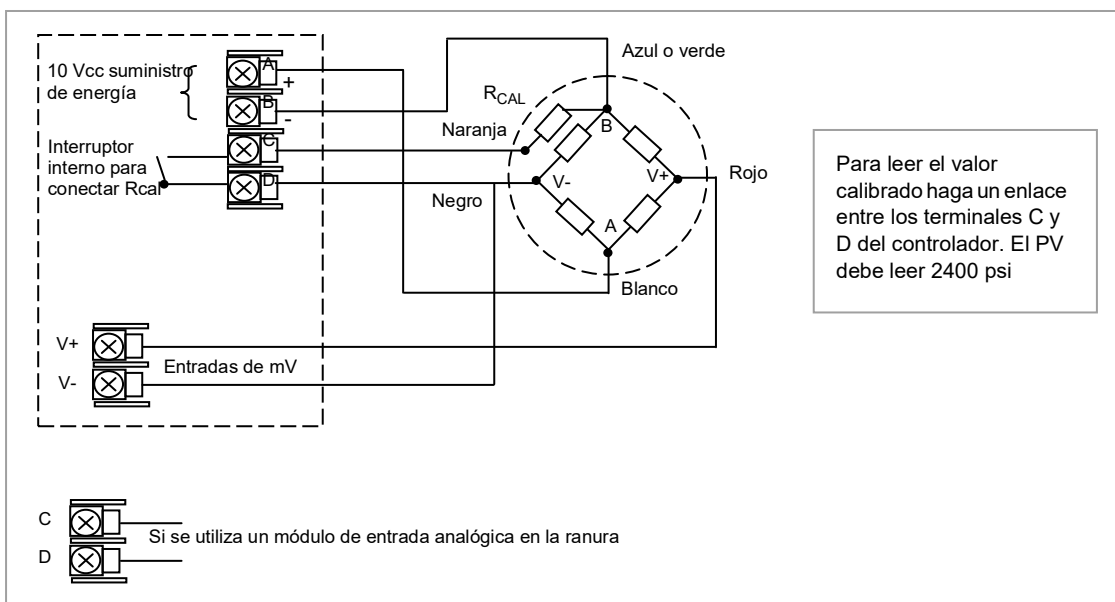 10 Vcc suministro
de energía
A
+
B
-
C
D
Interruptor
interno para
conectar Rcal
Azul o verde
RCAL
Naranja
B
V-
V+
Rojo
Negro
A
Blanco
V+
V-
Entradas de mV
Para leer el valor
calibrado haga un enlace
entre los terminales C y
D del controlador. El PV
debe leer 2400 psi
C
D
Si se utiliza un módulo de entrada analógica en la ranura